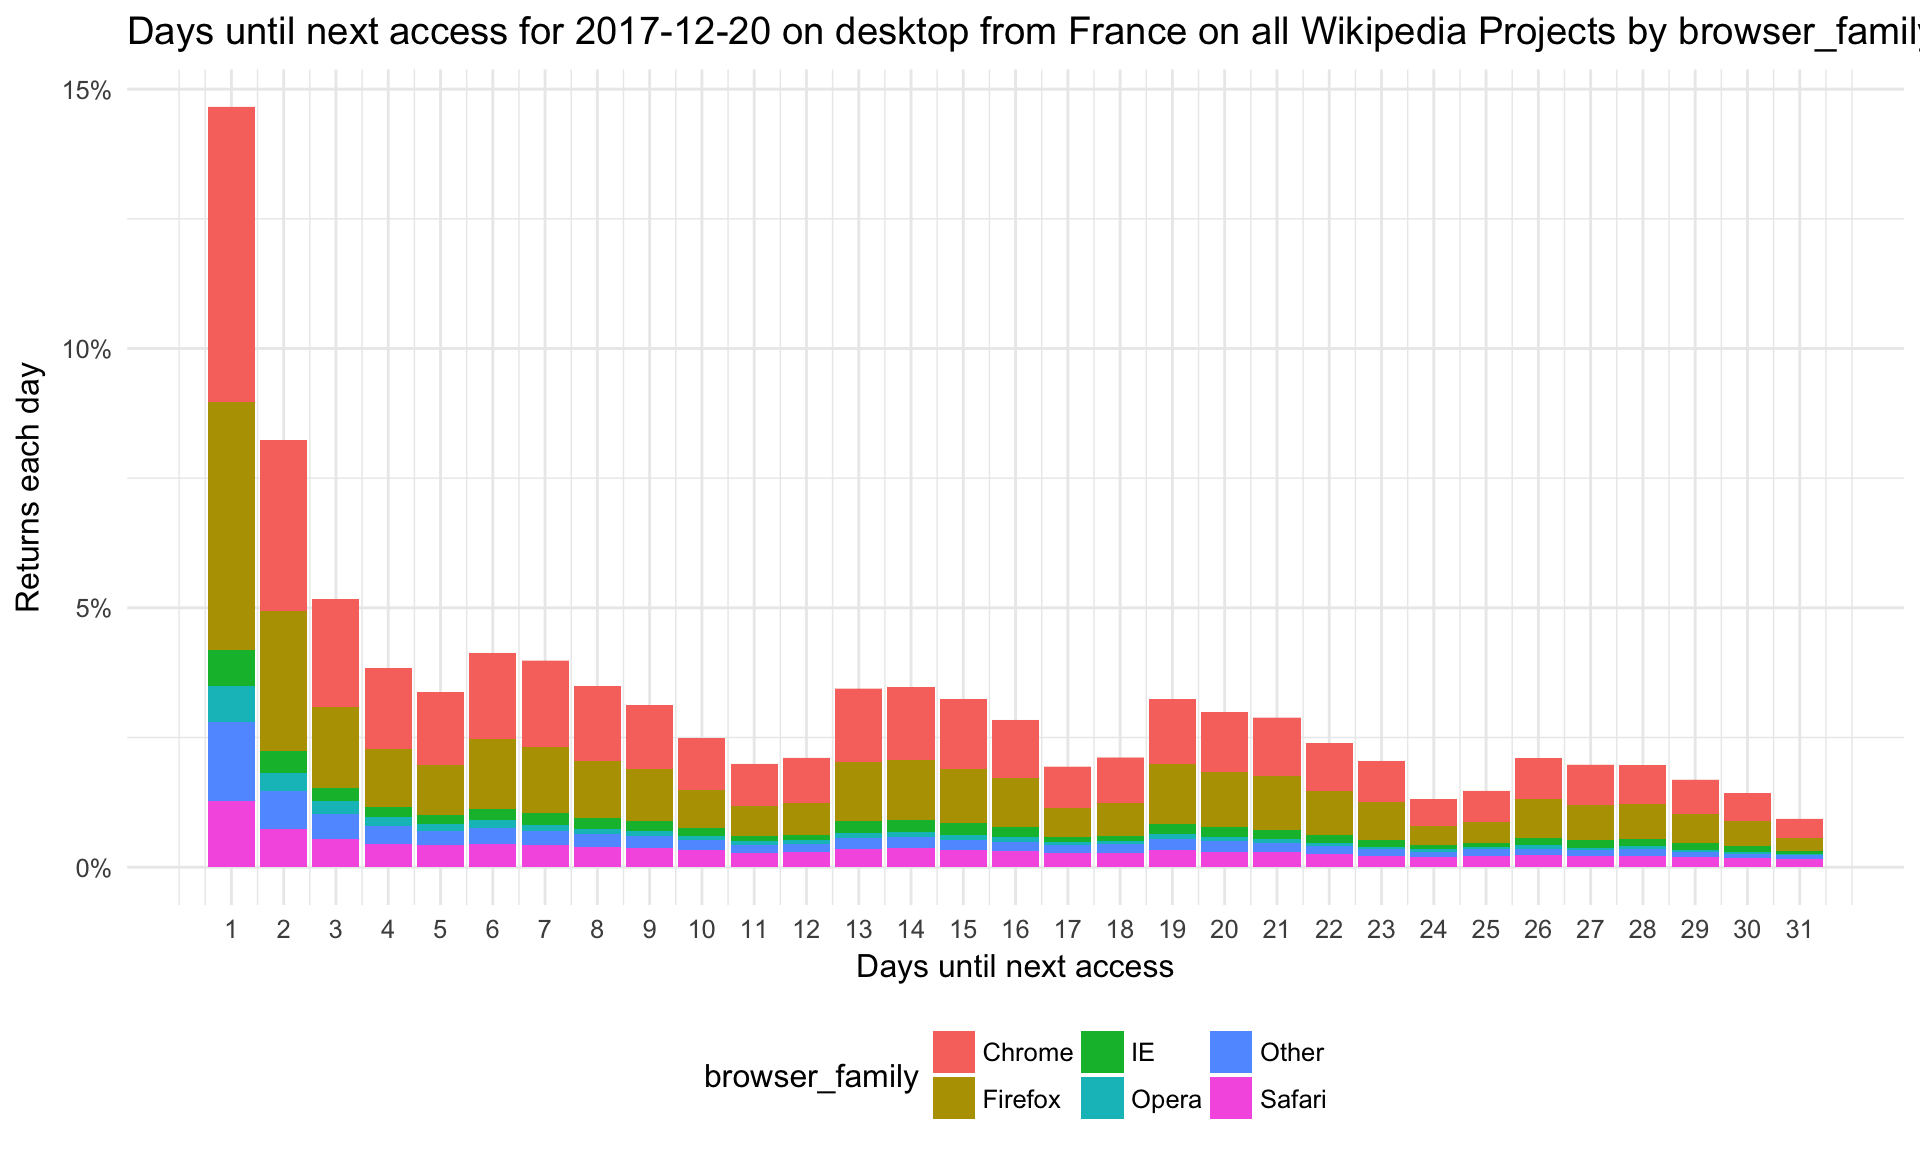 Days until next access for 2017-12-20 on desktop from France on all Wikipedia Projects by browser_family
15%
10%
5%
0%
Returns each day
1 2 3 4 5 6 7 8 9 10 11 12 13 14 15 16 17 18 19 20 21 22 23 24 25 26 27 28 29 30 31
Days until next access
browser_family
Chrome IE Other
Firefox Opera Safari